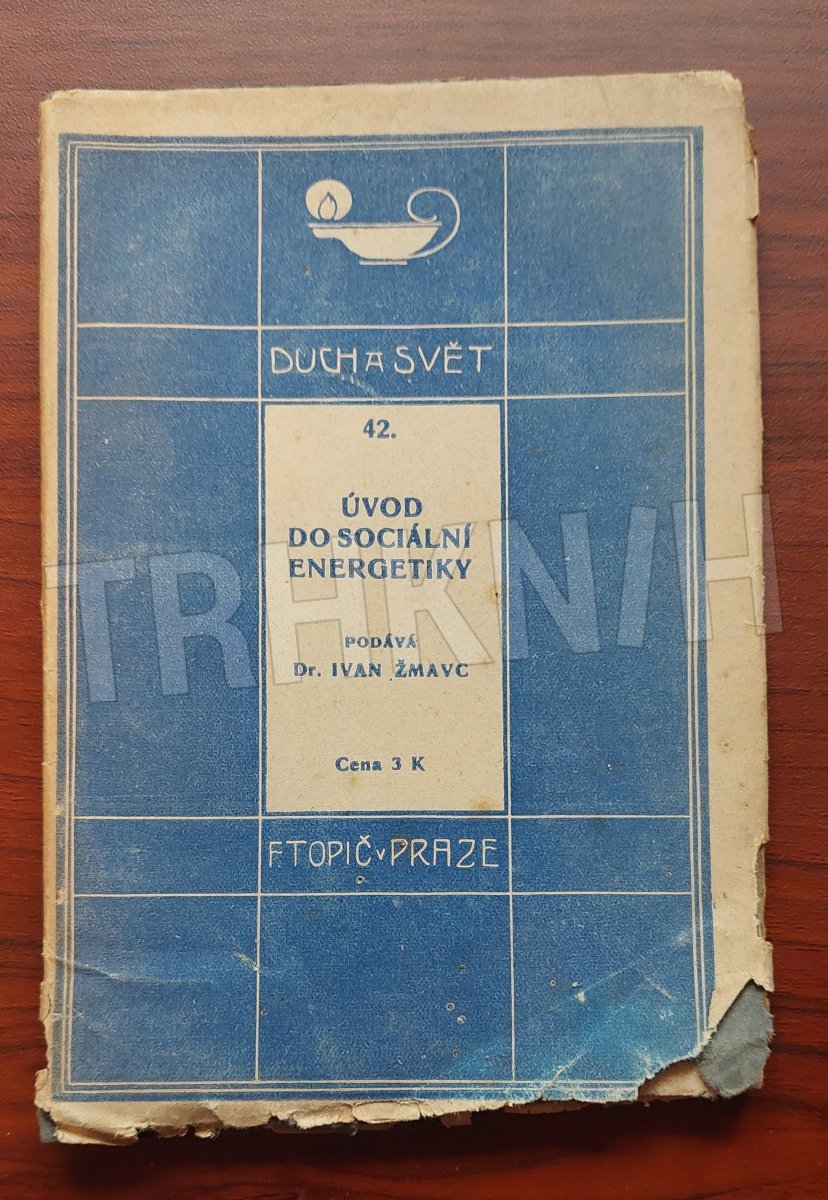 DUCH A SVĚT
42.
ÚVOD
DO SOCIÁLNÍ
ENERGETIKY
PODÁVÁ
Dr. IVAN ŽMAVC
Cena 3 K
F. TOPIČ V PRAZE
TRHKNIH